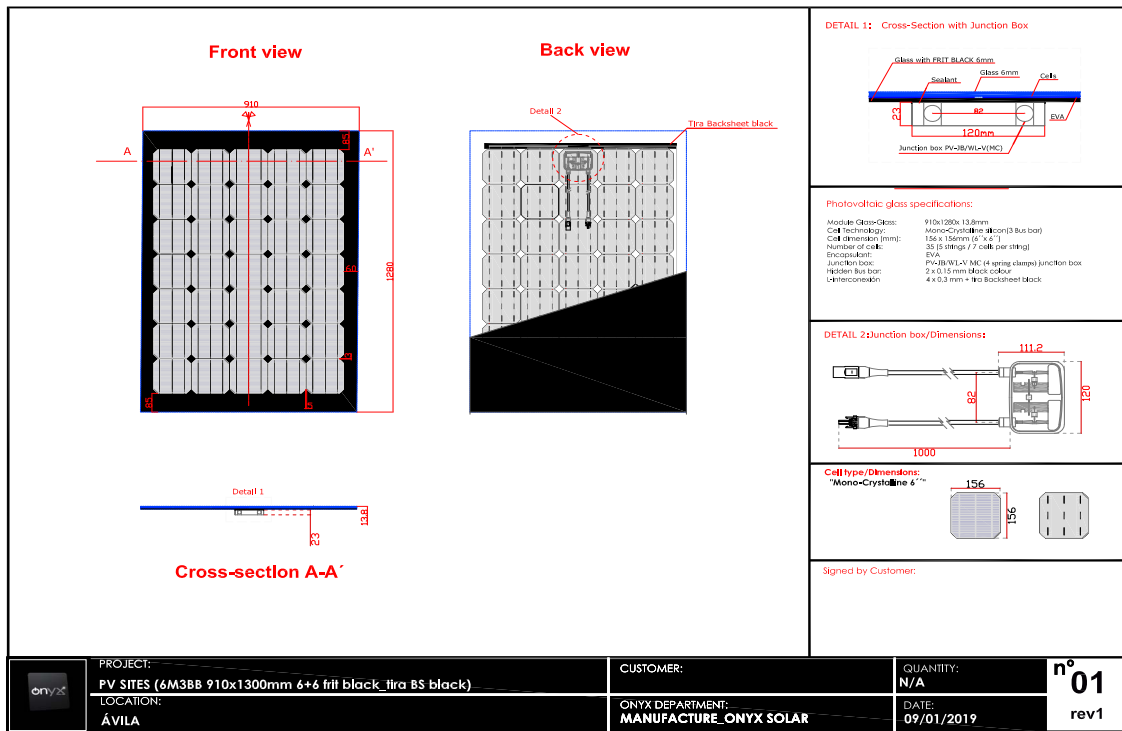 Front view
910
A
A'
85
6.0
1280
85
Back view
Detail 2
Tira Backsheet black
Detail 1
13.8
23
Cross-section A-A´
DETAIL 1: Cross-Section with Junction Box
Glass with FRIT BLACK 6mm
Glass 6mm
Sealant
Cells
23
82
EVA
120mm
Junction box PV-JB/WL-V(MC)
Photovoltaic glass specifications:
Module Glass-Glass: 910x1280x 13.8mm
Cell Technology: Mono-Crystalline silicon(3 Bus bar)
Cell dimension (mm): 156 x 156mm (6´´x 6´´)
Number of cells: 35 (5 strings / 7 cells per string)
Encapsulant: EVA
Junction box: PV-JB/WL-V MC (4 spring clamps) junction box
Hidden Bus bar: 2 x 0,15 mm black colour
L-interconexión 4 x 0,3 mm + tira Backsheet black
DETAIL 2:Junction box/Dimensions:
111.2
82
120
1000
Cell type/Dimensions:
"Mono-Crystalline 6´´"
156
156
Signed by Customer:
onyx
PROJECT:
PV SITES (6M3BB 910x1300mm 6+6 frit black_tira BS black)
LOCATION:
ÁVILA
CUSTOMER:
ONYX DEPARTMENT:
MANUFACTURE_ONYX SOLAR
QUANTITY:
N/A
DATE:
09/01/2019
nº 01
rev1